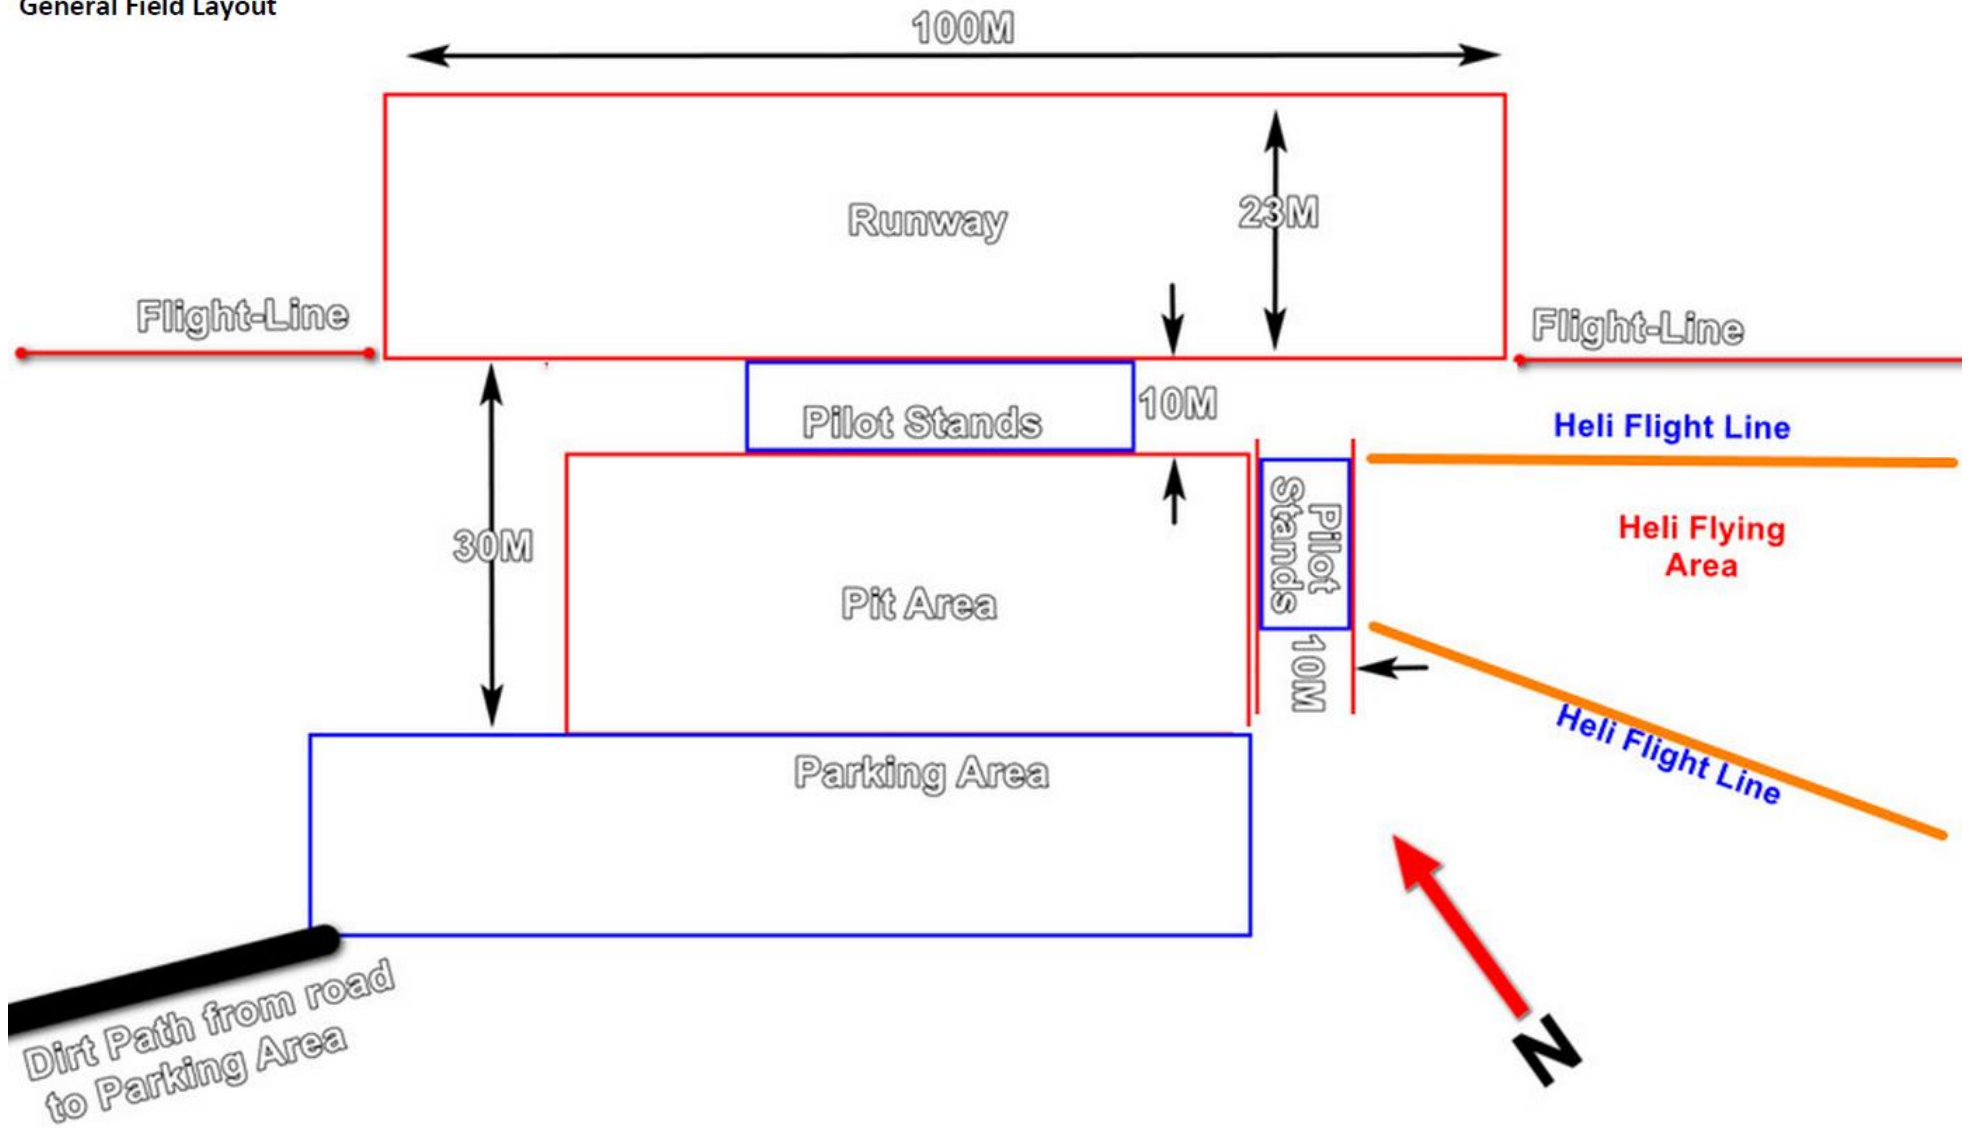 General Field Layout
100M
Runway
23M
Flight-Line
Flight-Line
Pilot Stands
10M
Heli Flight Line
Pilot
Stands
Heli Flying
Area
30M
Pit Area
10M
Heli Flight Line
Parking Area
Dirt Path from road
to Parking Area
N